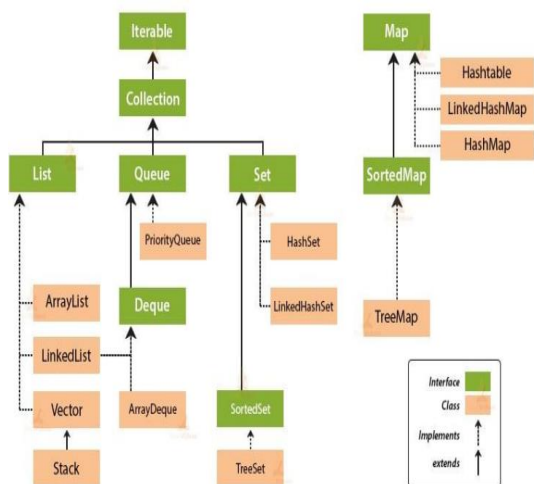 Iterable
Collection
List
Queue
Set
PriorityQueue
HashSet
ArrayList
Deque
LinkedHashSet
LinkedList
Vector
ArrayDeque
SortedSet
Stack
TreeSet
Map
Hashtable
LinkedHashMap
HashMap
SortedMap
TreeMap
Interface
Class
Implements
extends